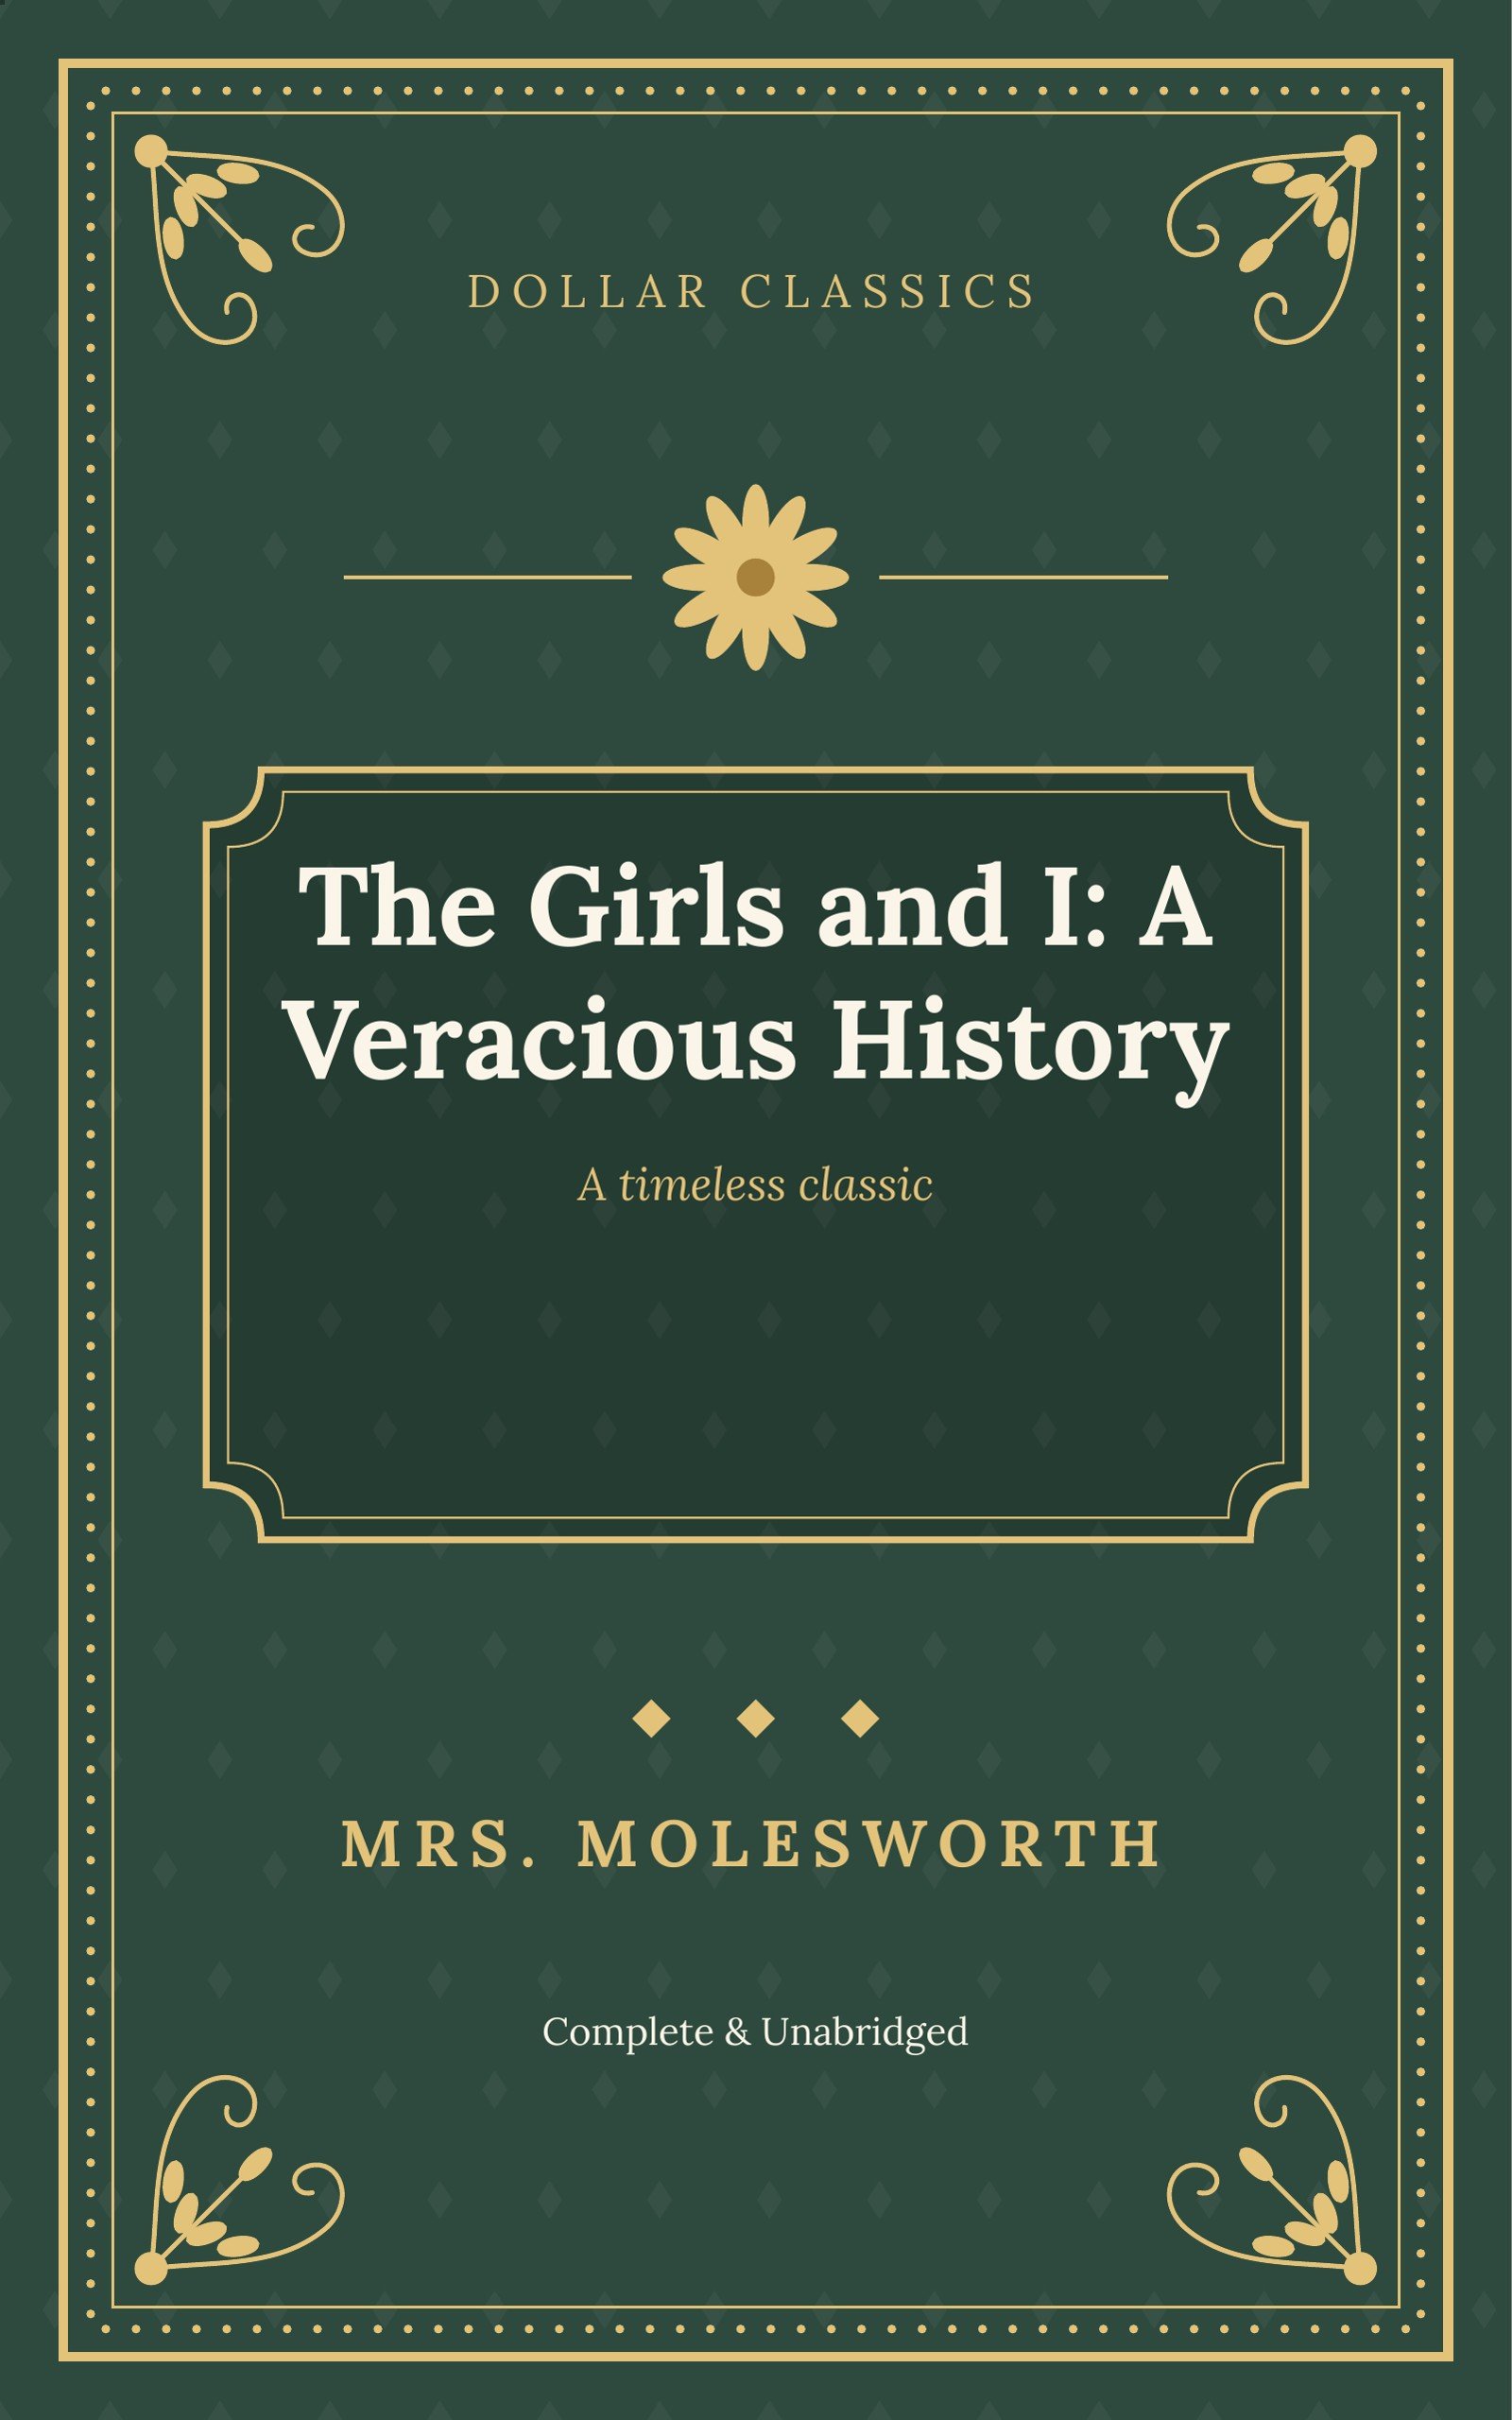 DOLLAR CLASSICS
The Girls and I: A
Veracious History
A timeless classic
MRS. MOLESWORTH
Complete & Unabridged